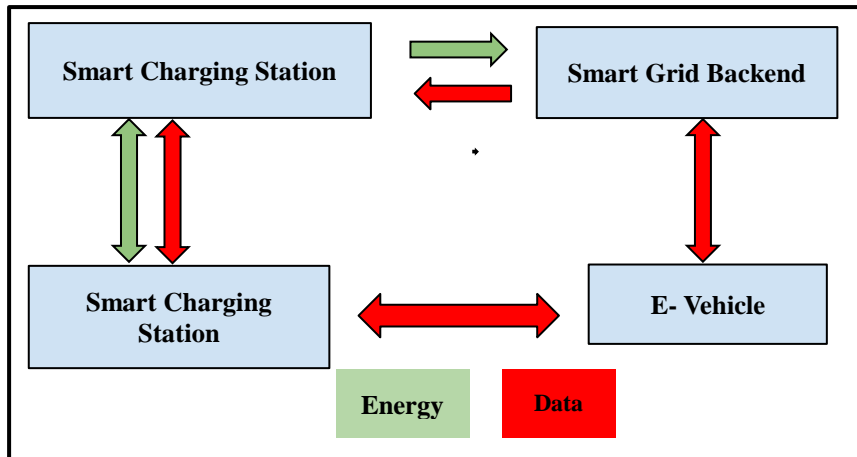 Smart Charging Station
Smart Grid Backend
Smart Charging
Station
E- Vehicle
Energy
Data